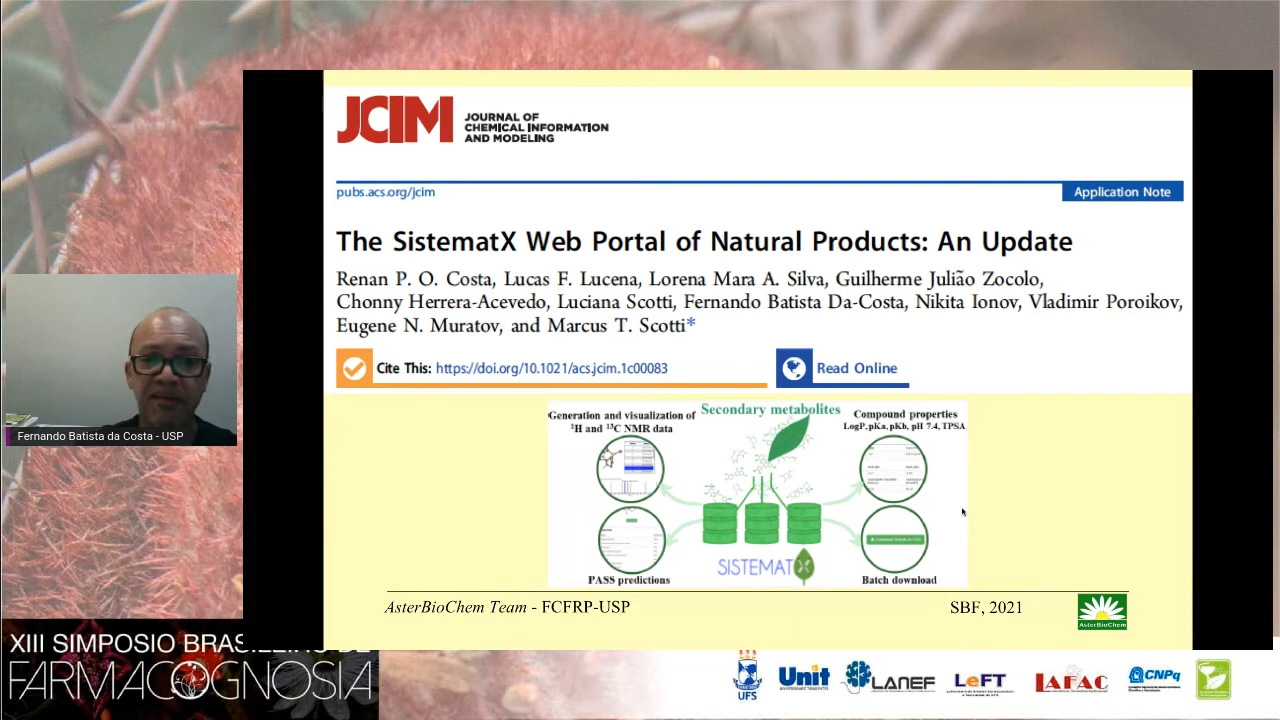 JCIM JOURNAL OF
CHEMICAL INFORMATION
AND MODELING
pubs.acs.org/jcim
Application Note
The SistematX Web Portal of Natural Products: An Update
Renan P. O. Costa, Lucas F. Lucena, Lorena Mara A. Silva, Guilherme Julião Zocolo,
Chonny Herrera-Acevedo, Luciana Scotti, Fernando Batista Da-Costa, Nikita Ionov, Vladimir Poroikov,
Eugene N. Muratov, and Marcus T. Scotti*
Cite This: https://doi.org/10.1021/acs.jcim.1c00083
Read Online
Generation and visualization of
¹H and ¹³C NMR data
Secondary metabolites
Compound properties
LogP, pKa, pKb, pH 7.4, TPSA
PASS predictions
SISTEMATX
Batch download
AsterBioChem Team - FCFRP-USP
SBF, 2021
AsterBioChem
Fernando Batista da Costa - USP
XIII SIMPOSIO BRASILEIRO DE
FARMACOGNOSIA
UFS
Unit
LANEF
LeFT
LAFAC
CNPq